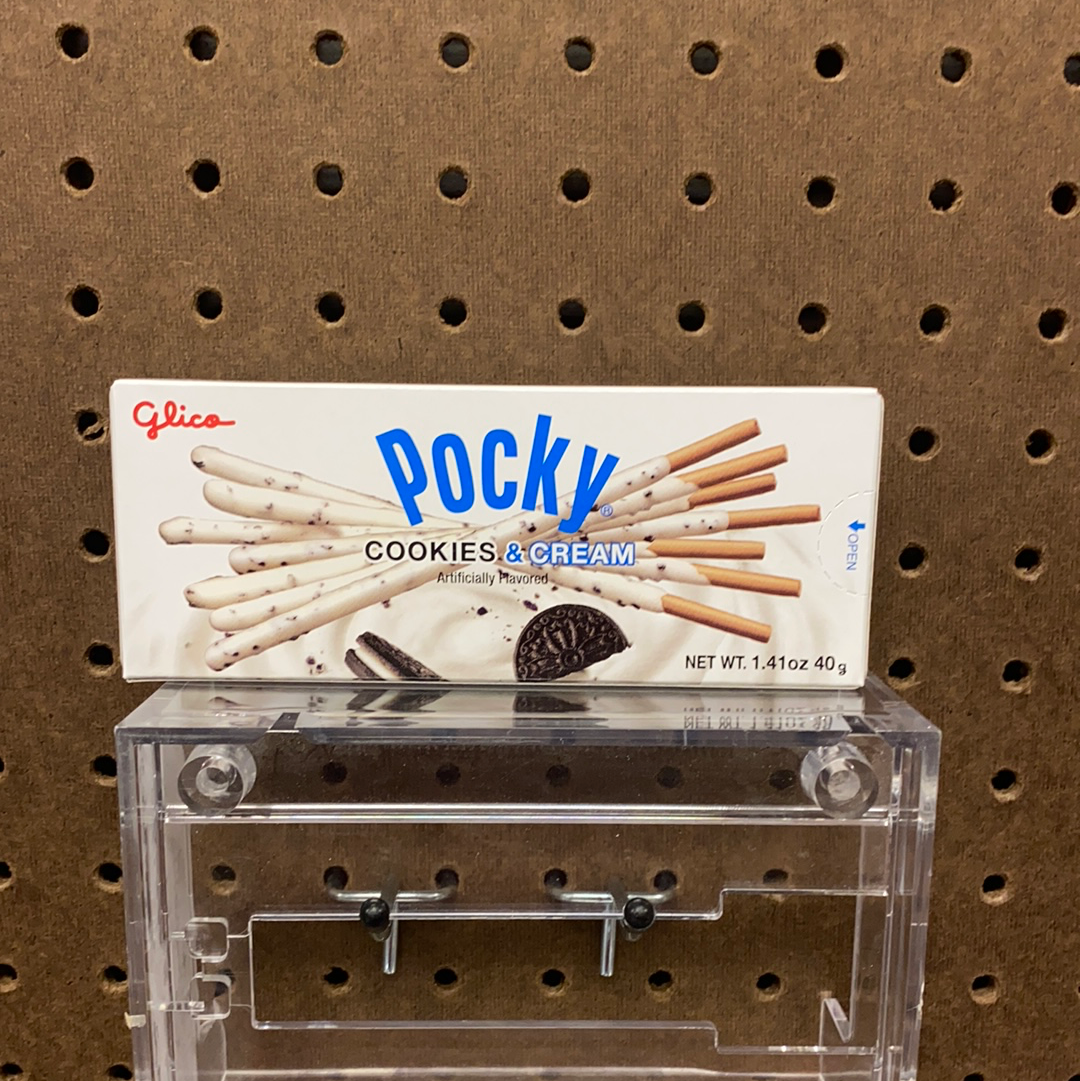 Glico
Pocky®
COOKIES & CREAM
Artificially Flavored
OPEN
NET WT. 1.41oz 40g